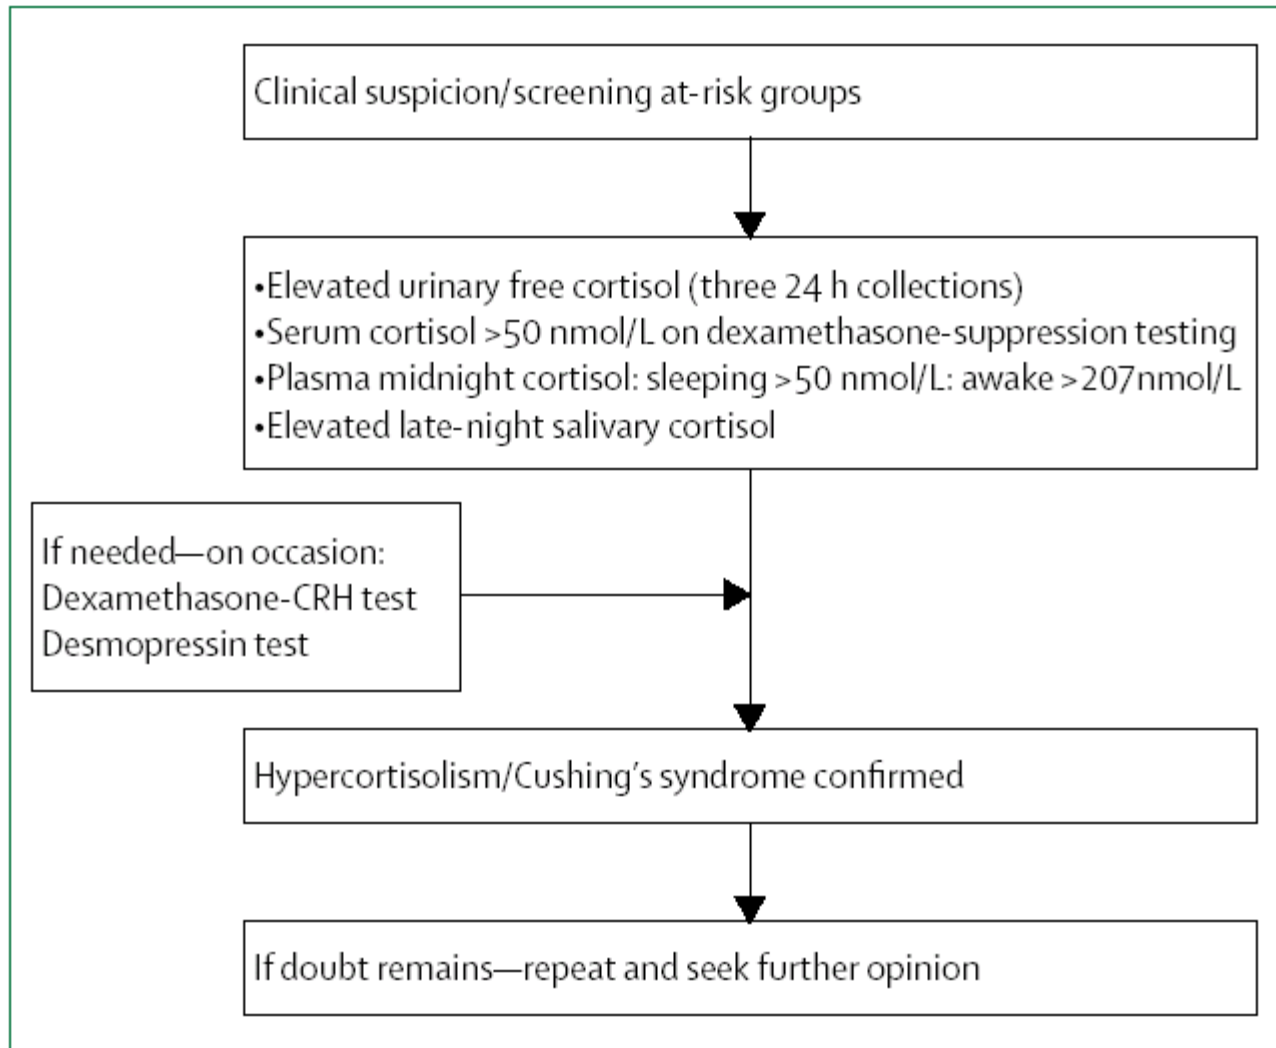 Clinical suspicion/screening at-risk groups
•Elevated urinary free cortisol (three 24 h collections)
•Serum cortisol >50 nmol/L on dexamethasone-suppression testing
•Plasma midnight cortisol: sleeping >50 nmol/L: awake >207nmol/L
•Elevated late-night salivary cortisol
If needed—on occasion:
Dexamethasone-CRH test
Desmopressin test
Hypercortisolism/Cushing’s syndrome confirmed
If doubt remains—repeat and seek further opinion